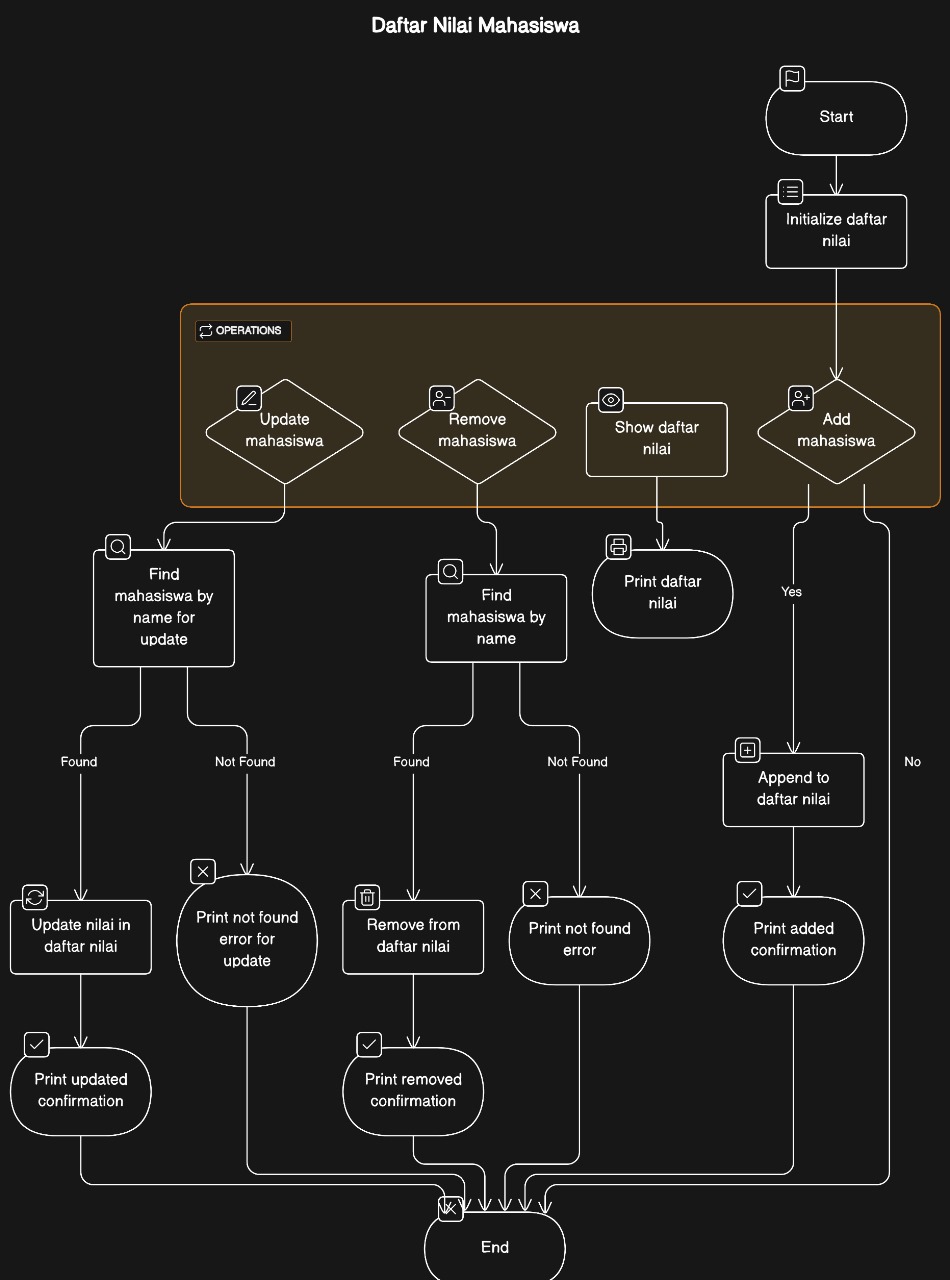 Daftar Nilai Mahasiswa
Start
Initialize daftar
nilai
OPERATIONS
Update
mahasiswa
Remove
mahasiswa
Show daftar
nilai
Add
mahasiswa
Find
mahasiswa by
name for
update
Find
mahasiswa by
name
Print daftar
nilai
Yes
Found
Not Found
Found
Not Found
No
Append to
daftar nilai
Update nilai in
daftar nilai
Print not found
error for
update
Remove from
daftar nilai
Print not found
error
Print added
confirmation
Print updated
confirmation
Print removed
confirmation
End